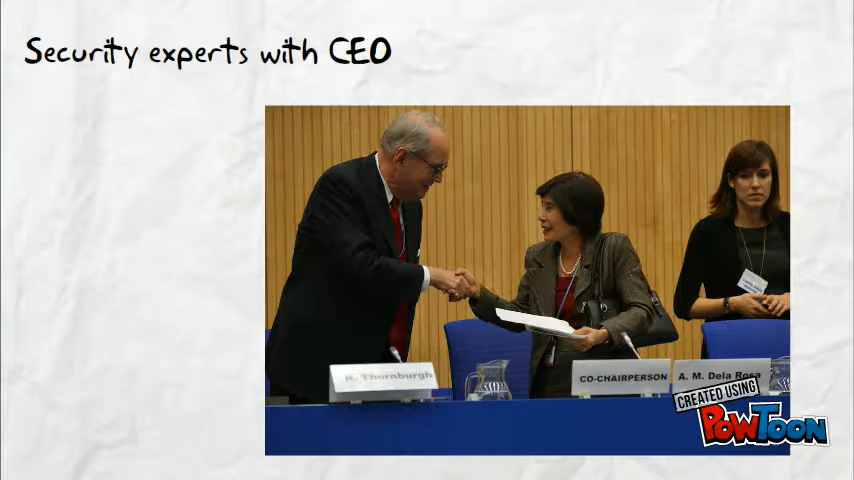 Security experts with CEO
R. Thornburgh
CO-CHAIRPERSON
A. M. Dela Rosa
CREATED USING
POWTOON